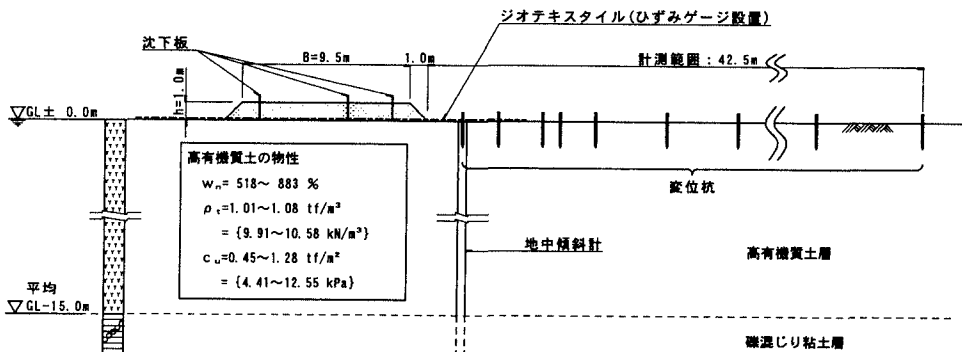 ジオテキスタイル(ひずみゲージ設置)
沈下板
B=9.5m
1.0m
計測範囲:42.5m
h=1.0m
GL± 0.0m
高有機質土の物性
wn= 518~ 883 %
ρt=1.01~1.08 tf/m³
= {9.91~10.58 kN/m³}
cu=0.45~1.28 tf/m²
= {4.41~12.55 kPa}
変位杭
地中傾斜計
高有機質土層
平均
GL-15.0m
礫混じり粘土層